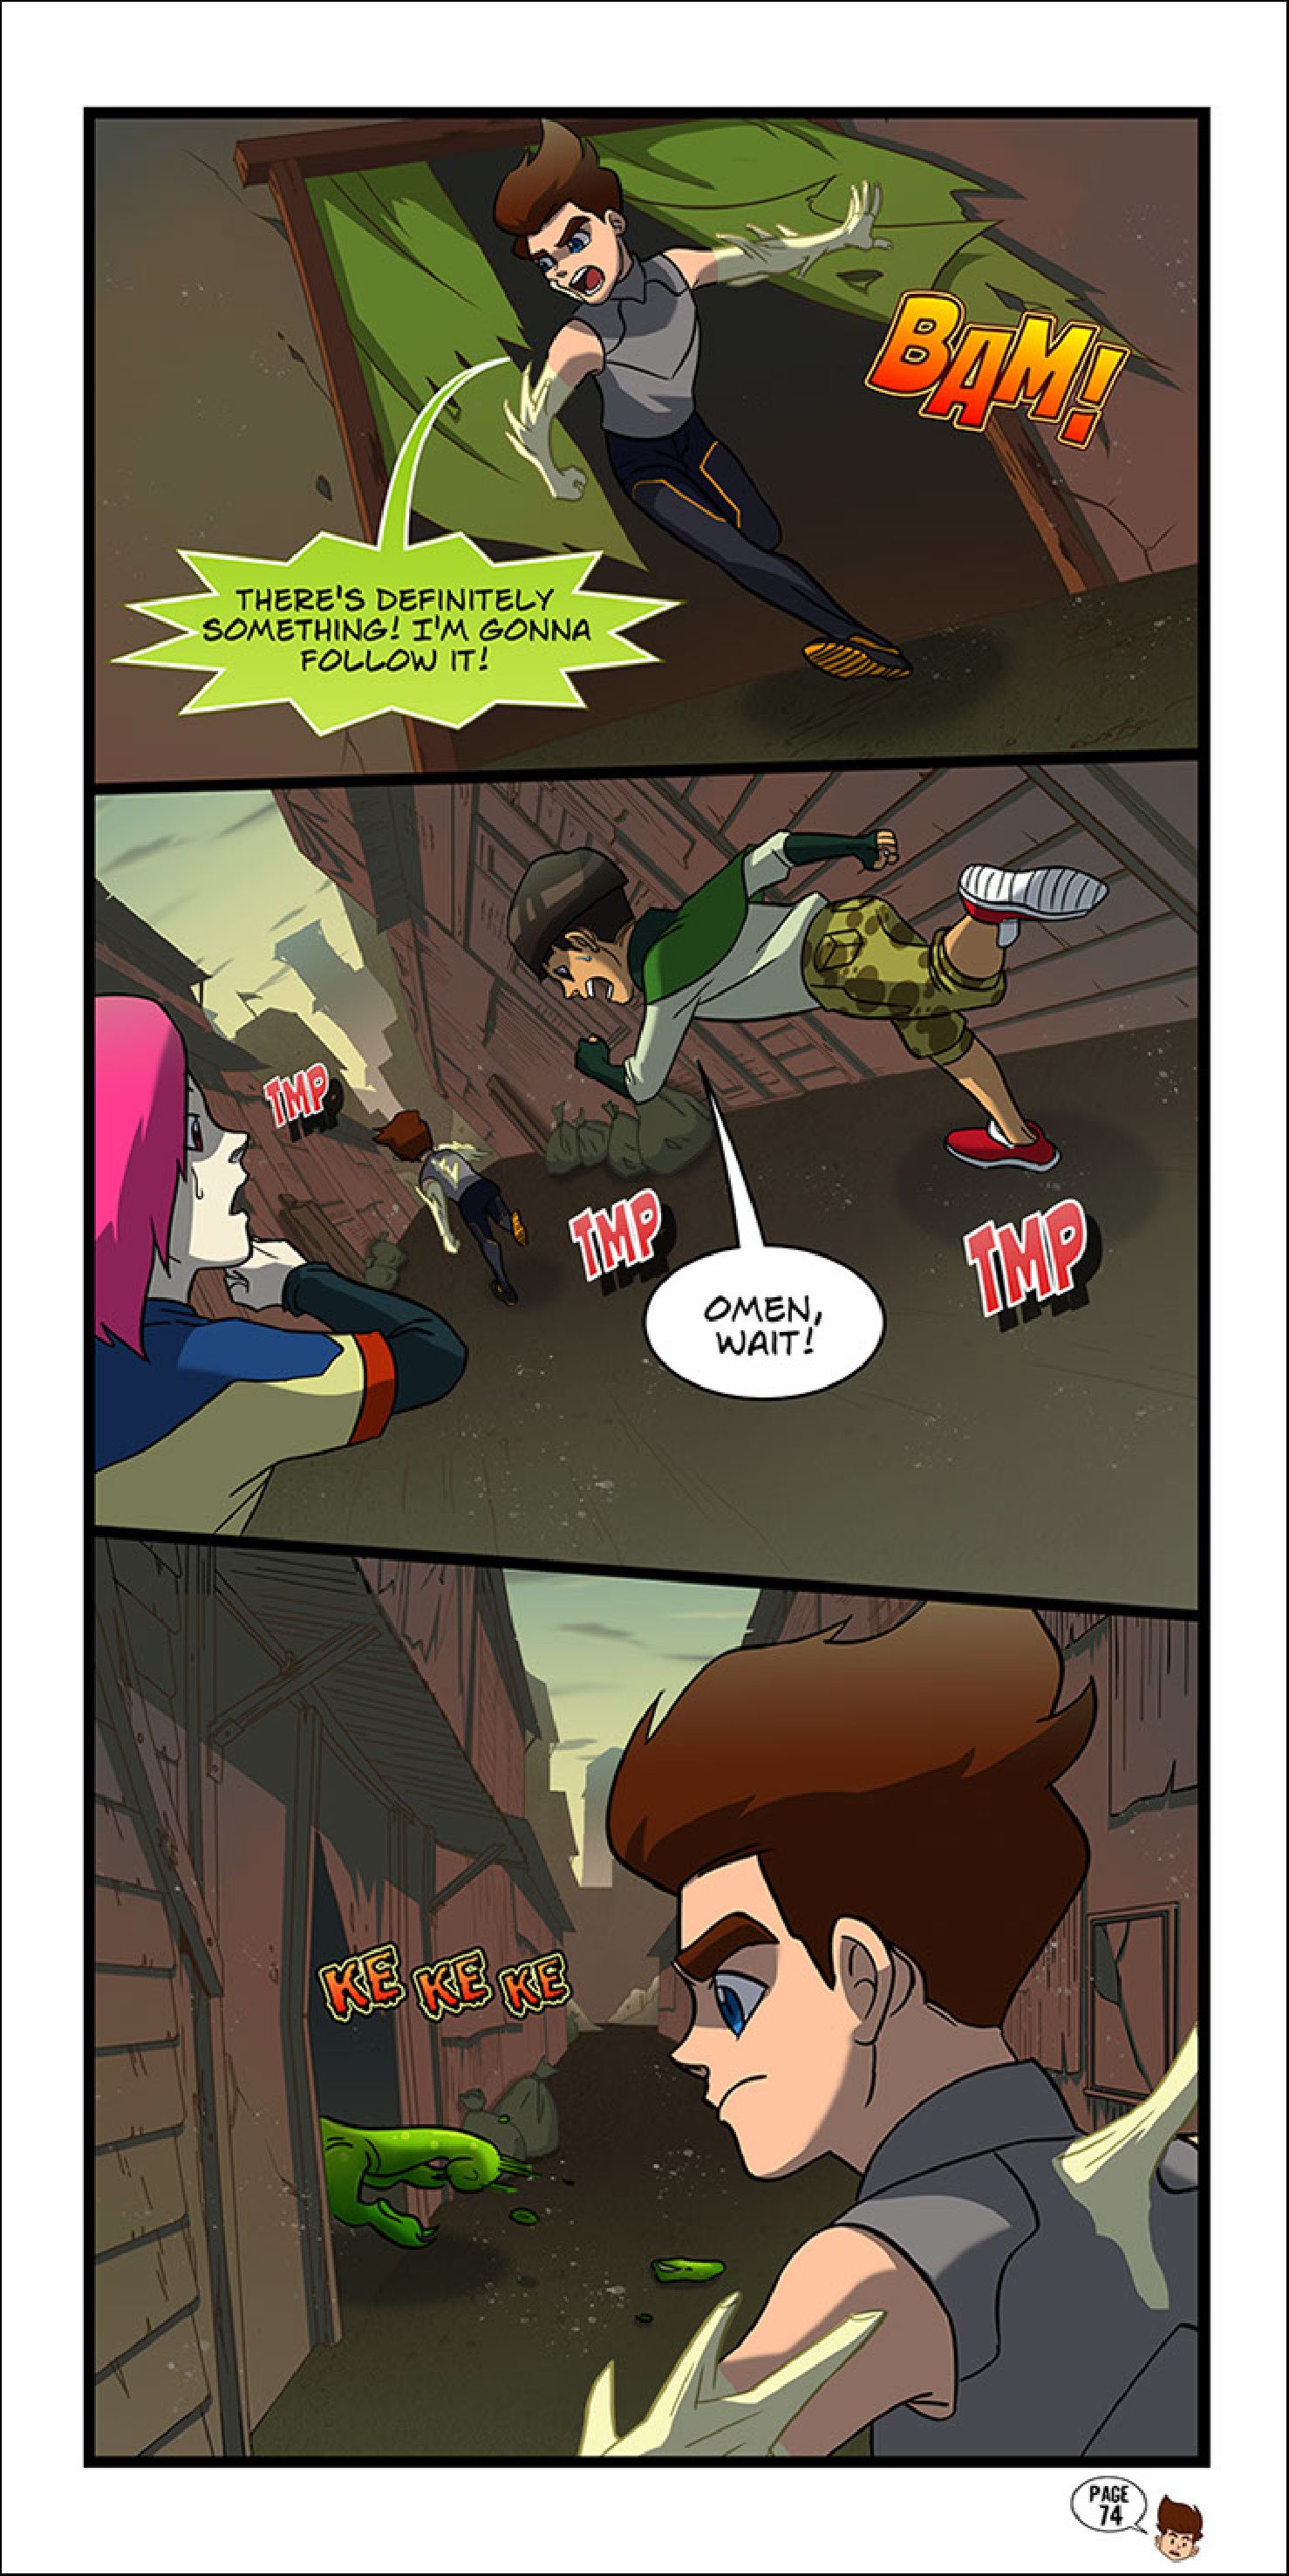 BAM!
THERE'S DEFINITELY
SOMETHING! I'M GONNA
FOLLOW IT!
TMP
TMP
TMP
OMEN,
WAIT!
KE KE KE
PAGE
74